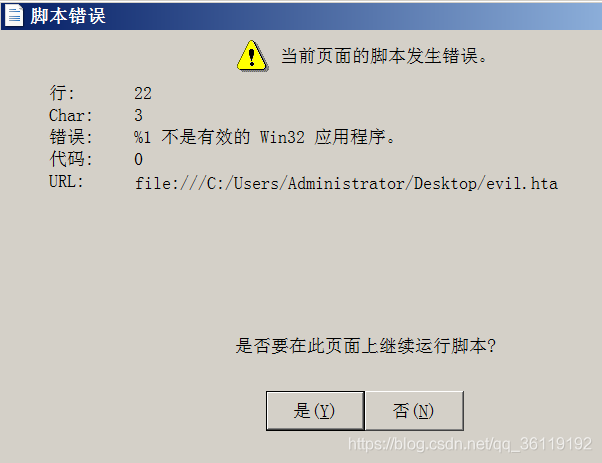 脚本错误
当前页面的脚本发生错误。
行: 22
Char: 3
错误: %1 不是有效的 Win32 应用程序。
代码: 0
URL: file:///C:/Users/Administrator/Desktop/evil.hta
是否要在此页面上继续运行脚本?
是(Y) 否(N)
https://blog.csdn.net/qq_36119192